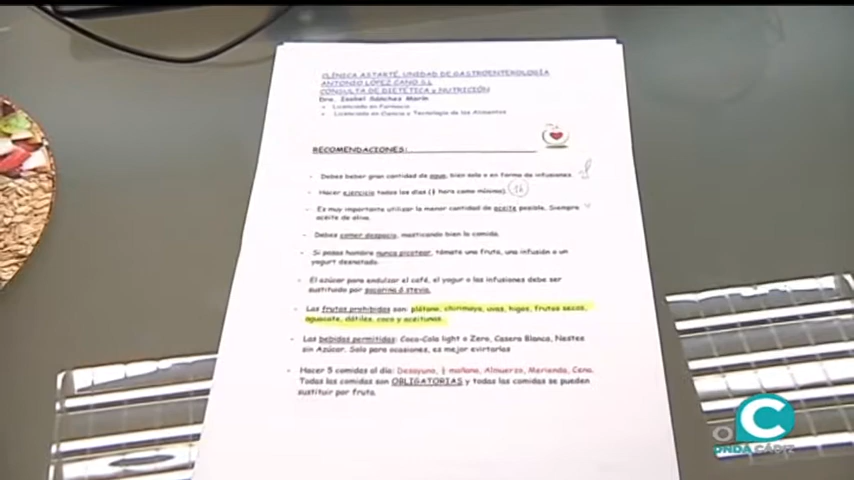 CLÍNICA ASTARTÉ, UNIDAD DE GASTROENTEROLOGÍA
ANTONIO LÓPEZ CANO S.L
CONSULTA DE DIETÉTICA y NUTRICIÓN
Dra. Isabel Sánchez Marín
- Licenciada en Farmacia
- Licenciada en Ciencia y Tecnología de los Alimentos
RECOMENDACIONES:
- Debes beber gran cantidad de agua, bien sola o en forma de infusiones
- Hacer ejercicio todos los días (½ hora como mínimo) 1h
- Es muy importante utilizar la menor cantidad de aceite posible. Siempre
aceite de oliva.
- Debes comer despacio, masticando bien la comida.
- Si pasas hambre nunca picotear, tómate una fruta, una infusión o un
yogurt desnatado.
- El azúcar para endulzar el café, el yogur o las infusiones debe ser
sustituido por sacarina ó stevia.
- Las frutas prohibidas son: plátano, chirimoya, uvas, higos, frutos secos,
aguacate, dátiles, coco y aceitunas.
- Las bebidas permitidas: Coca-Cola light o Zero, Casera Blanca, Nestee
sin Azúcar. Solo para ocasiones, es mejor evitarlas
- Hacer 5 comidas al día: Desayuno, ½ mañana, Almuerzo, Merienda, Cena.
Todas las comidas son OBLIGATORIAS y todas las comidas se pueden
sustituir por fruta.
C
ONDA CÁDIZ